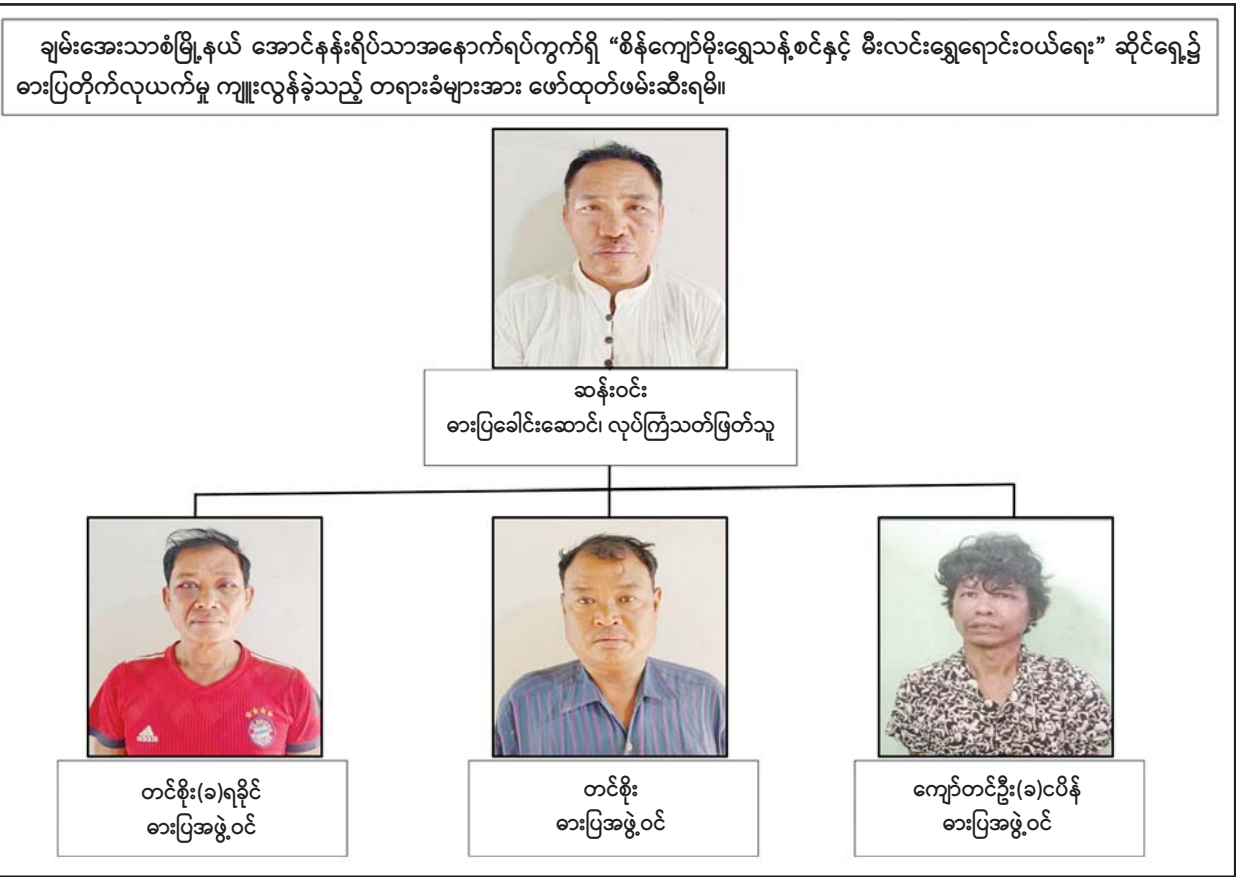 ချမ်းအေးသာစံမြို့နယ် အောင်နန်းရိပ်သာအနောက်ရပ်ကွက်ရှိ “စိန်ကျော်မိုးရွှေသန့်စင်နှင့် မီးလင်းရွှေရောင်းဝယ်ရေး” ဆိုင်ရှေ့၌
ဓားပြတိုက်လုယက်မှု ကျူးလွန်ခဲ့သည့် တရားခံများအား ဖော်ထုတ်ဖမ်းဆီးရမိ။
ဆန်းဝင်း
ဓားပြခေါင်းဆောင်၊ လုပ်ကြံသတ်ဖြတ်သူ
တင်စိုး(ခ)ရခိုင်
ဓားပြအဖွဲ့ဝင်
တင်စိုး
ဓားပြအဖွဲ့ဝင်
ကျော်တင်ဦး(ခ)ငပိန်
ဓားပြအဖွဲ့ဝင်